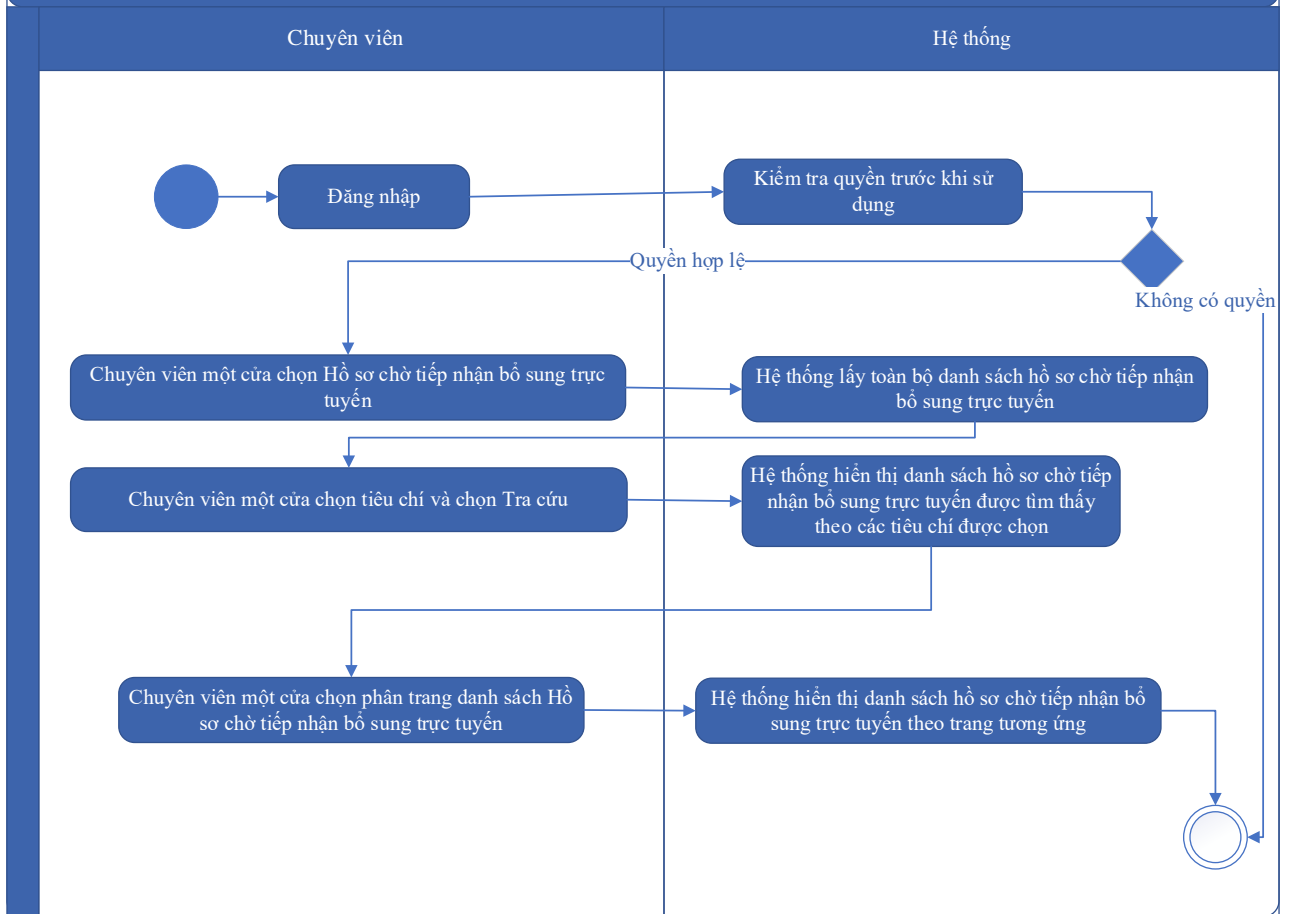 Chuyên viên
Hệ thống
Đăng nhập
Kiểm tra quyền trước khi sử
dụng
Quyền hợp lệ
Không có quyền
Chuyên viên một cửa chọn Hồ sơ chờ tiếp nhận bổ sung trực
tuyến
Hệ thống lấy toàn bộ danh sách hồ sơ chờ tiếp nhận
bổ sung trực tuyến
Chuyên viên một cửa chọn tiêu chí và chọn Tra cứu
Hệ thống hiển thị danh sách hồ sơ chờ tiếp
nhận bổ sung trực tuyến được tìm thấy
theo các tiêu chí được chọn
Chuyên viên một cửa chọn phân trang danh sách Hồ
sơ chờ tiếp nhận bổ sung trực tuyến
Hệ thống hiển thị danh sách hồ sơ chờ tiếp nhận bổ
sung trực tuyến theo trang tương ứng